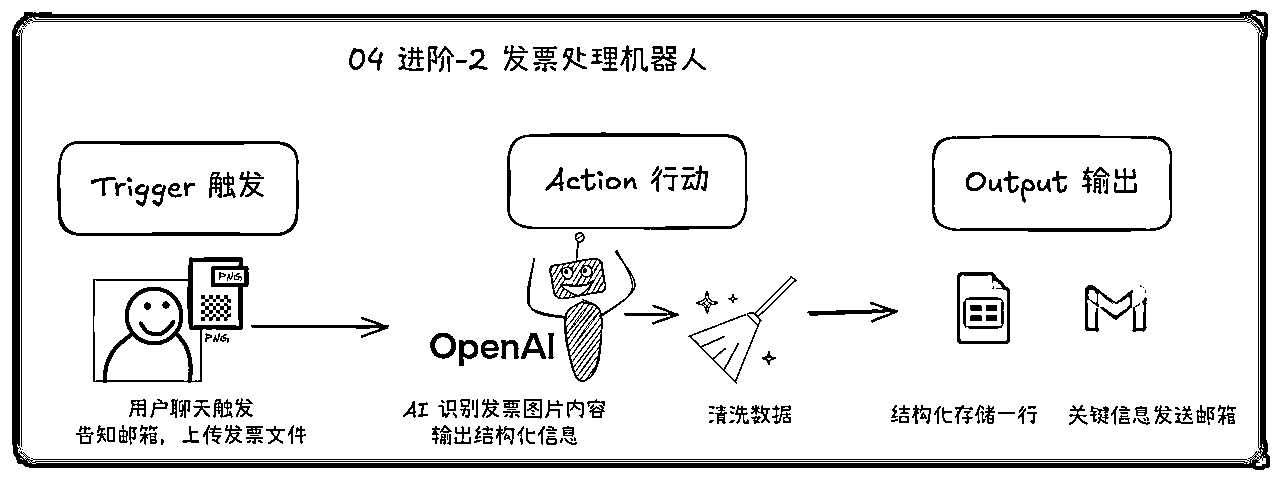 04 进阶-2 发票处理机器人
Trigger 触发
Action 行动
Output 输出
PNG
PNG
OpenAI
用户聊天触发
告知邮箱，上传发票文件
AI 识别发票图片内容
输出结构化信息
清洗数据
结构化存储一行
关键信息发送邮箱